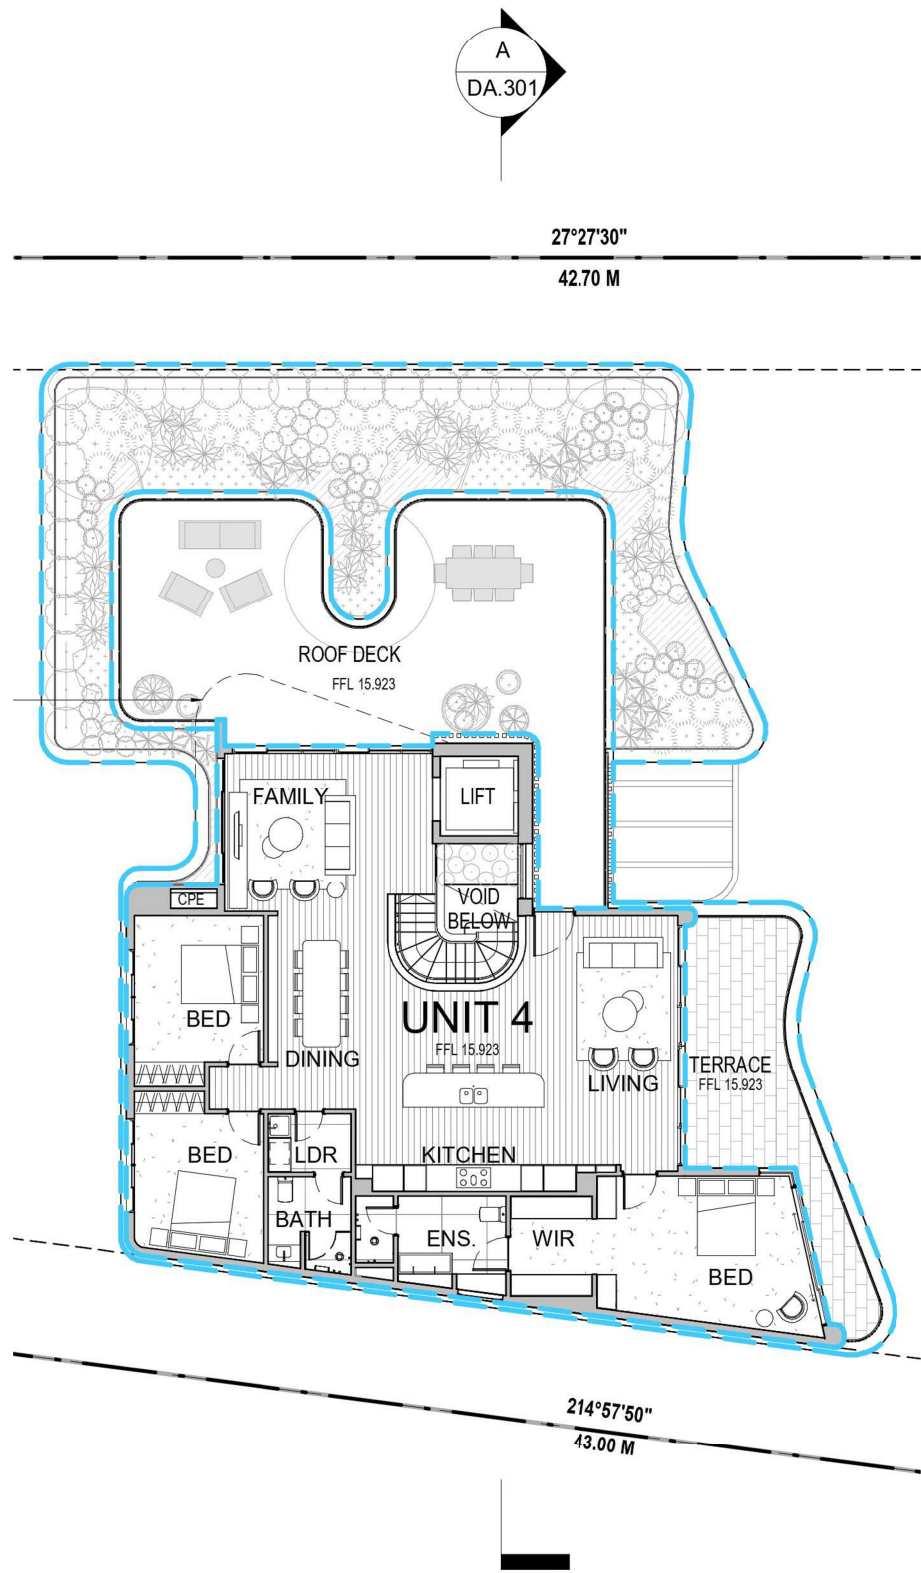 A
DA.301
27°27'30"
42.70 M
ROOF DECK
FFL 15.923
FAMILY
LIFT
CPE
VOID
BELOW
BED
UNIT 4
FFL 15.923
DINING
LIVING
TERRACE
FFL 15.923
BED
LDR
KITCHEN
BATH
ENS.
WIR
BED
214°57'50"
43.00 M